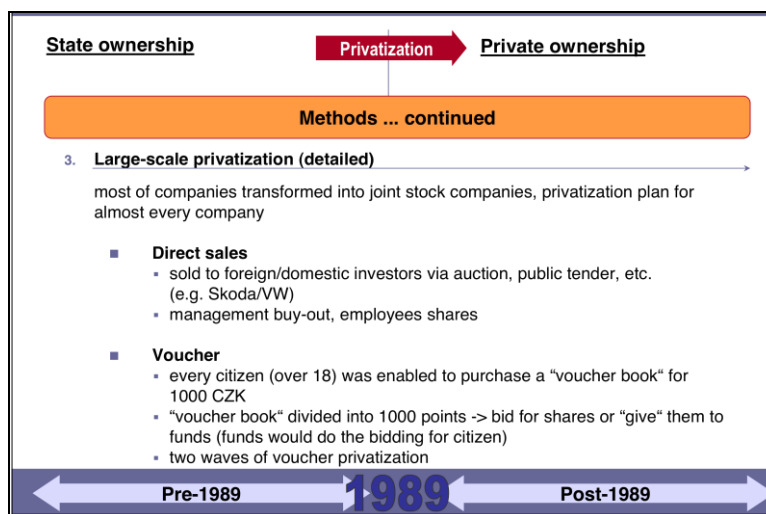 State ownership
Privatization
Private ownership
Methods ... continued
3. Large-scale privatization (detailed)
most of companies transformed into joint stock companies, privatization plan for
almost every company
■ Direct sales
▪ sold to foreign/domestic investors via auction, public tender, etc.
(e.g. Skoda/VW)
▪ management buy-out, employees shares
■ Voucher
▪ every citizen (over 18) was enabled to purchase a “voucher book“ for
1000 CZK
▪ “voucher book“ divided into 1000 points -> bid for shares or “give“ them to
funds (funds would do the bidding for citizen)
▪ two waves of voucher privatization
Pre-1989
1989
Post-1989